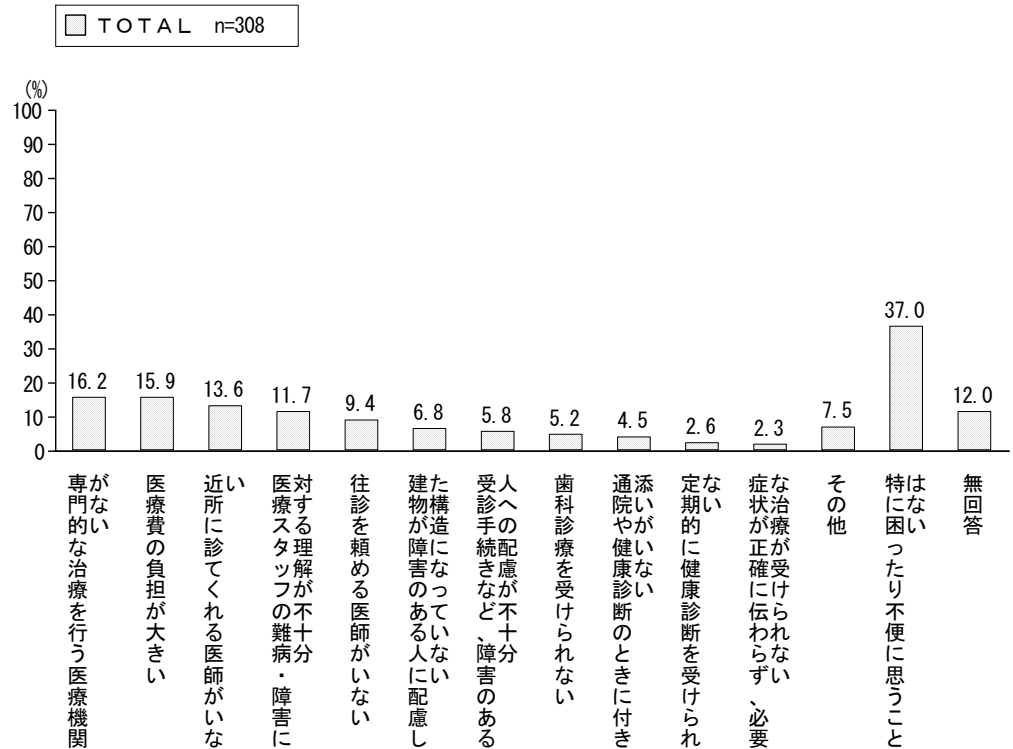 TOTAL n=308
(%)
100
90
80
70
60
50
40
30
20
10
0
16.2
15.9
13.6
11.7
9.4
6.8
5.8
5.2
4.5
2.6
2.3
7.5
37.0
12.0
専門的な治療を行う医療機関
がない
医療費の負担が大きい
近所に診てくれる医師がいな
い
医療スタッフの難病・障害に
対する理解が不十分
往診を頼める医師がいない
建物が障害のある人に配慮し
た構造になっていない
受診手続きなど、障害のある
人への配慮が不十分
歯科診療を受けられない
通院や健康診断のときに付き
添いがいない
定期的に健康診断を受けられ
ない
症状が正確に伝わらず、必要
な治療が受けられない
その他
特に困ったり不便に思うこと
はない
無回答